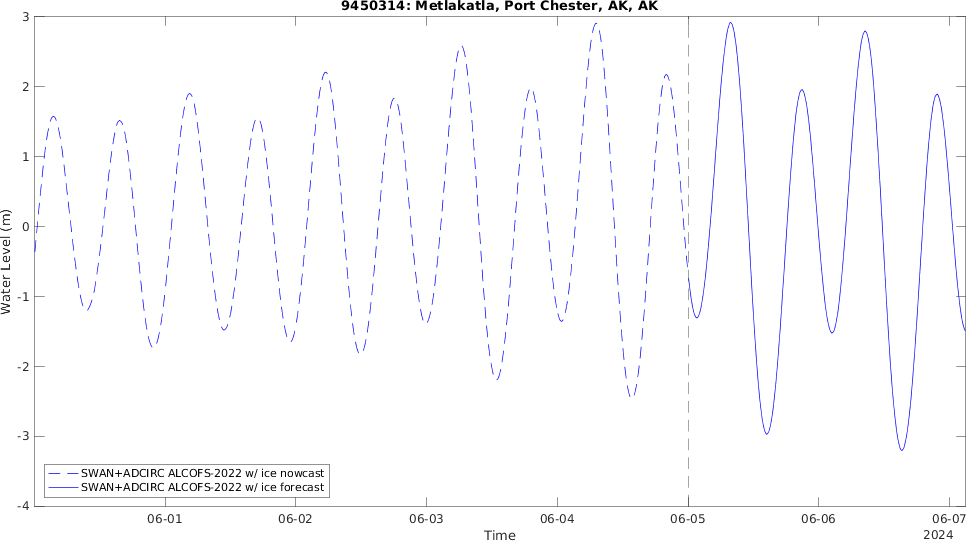 9450314: Metlakatla, Port Chester, AK, AK
3
2
1
0
-1
-2
-3
-4
Water Level (m)
SWAN+ADCIRC ALCOFS-2022 w/ ice nowcast
SWAN+ADCIRC ALCOFS-2022 w/ ice forecast
06-01 06-02 06-03 06-04 06-05 06-06 06-07
Time
2024